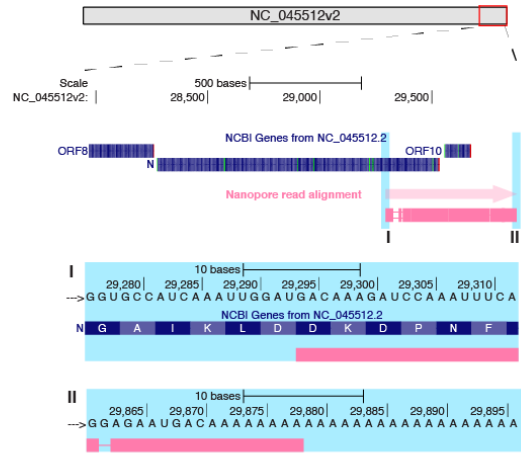 NC_045512v2
Scale 500 bases
NC_045512v2: 28,500 29,000 29,500
NCBI Genes from NC_045512.2
ORF8 ORF10
N
Nanopore read alignment
I II
I 10 bases
29,280 29,285 29,290 29,295 29,300 29,305 29,310
---> G G U G C C A U C A A A U U G G A U G A C A A A G A U C C A A A U U U C A
NCBI Genes from NC_045512.2
N G A I K L D D K D P N F
II 10 bases
29,865 29,870 29,875 29,880 29,885 29,890 29,895
---> G G A G A A U G A C A A A A A A A A A A A A A A A A A A A A A A A A A A